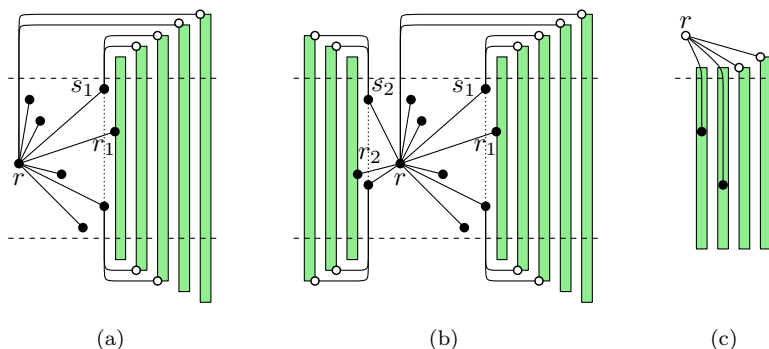 r
s₁
s₂ s₁
r₁ r₂ r₁
r r
(a) (b) (c)